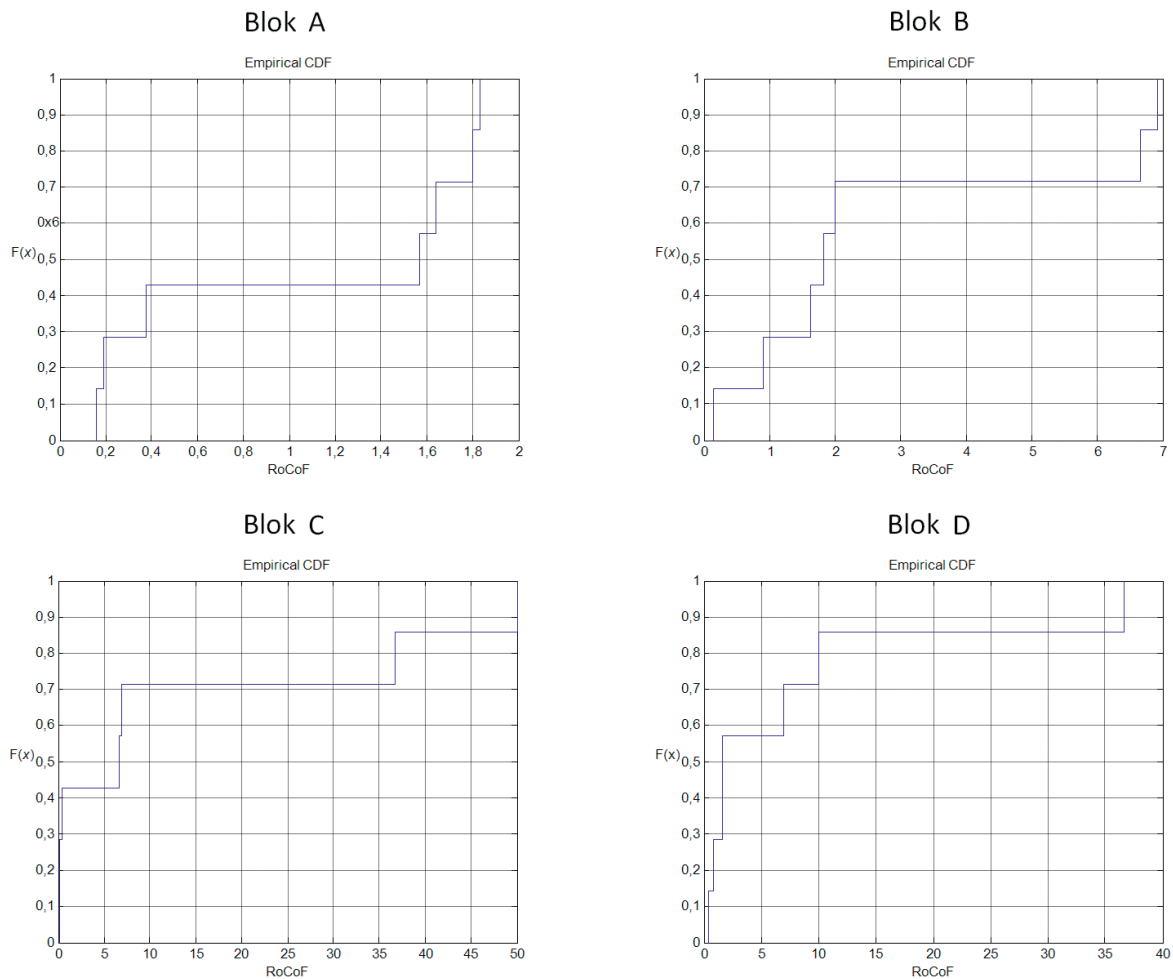 Blok A
Empirical CDF
1
0,9
0,8
0,7
0x6
F(x) 0,5
0,4
0,3
0,2
0,1
0
0 0,2 0,4 0,6 0,8 1 1,2 1,4 1,6 1,8 2
RoCoF
Blok B
Empirical CDF
1
0,9
0,8
0,7
0,6
F(x) 0,5
0,4
0,3
0,2
0,1
0
0 1 2 3 4 5 6 7
RoCoF
Blok C
Empirical CDF
1
0,9
0,8
0,7
0,6
F(x) 0,5
0,4
0,3
0,2
0,1
0
0 5 10 15 20 25 30 35 40 45 50
RoCoF
Blok D
Empirical CDF
1
0,9
0,8
0,7
0,6
F(x) 0,5
0,4
0,3
0,2
0,1
0
0 5 10 15 20 25 30 35 40
RoCoF